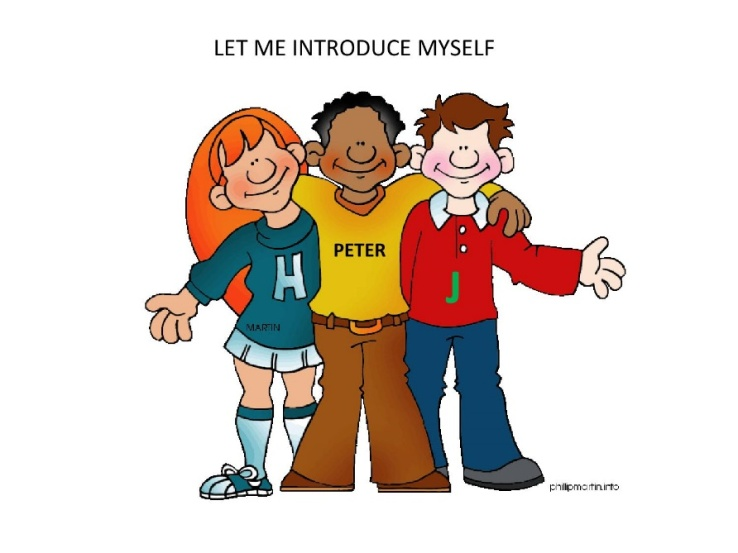 LET ME INTRODUCE MYSELF
PETER
H
J
MARTIN
phillipmartin.info